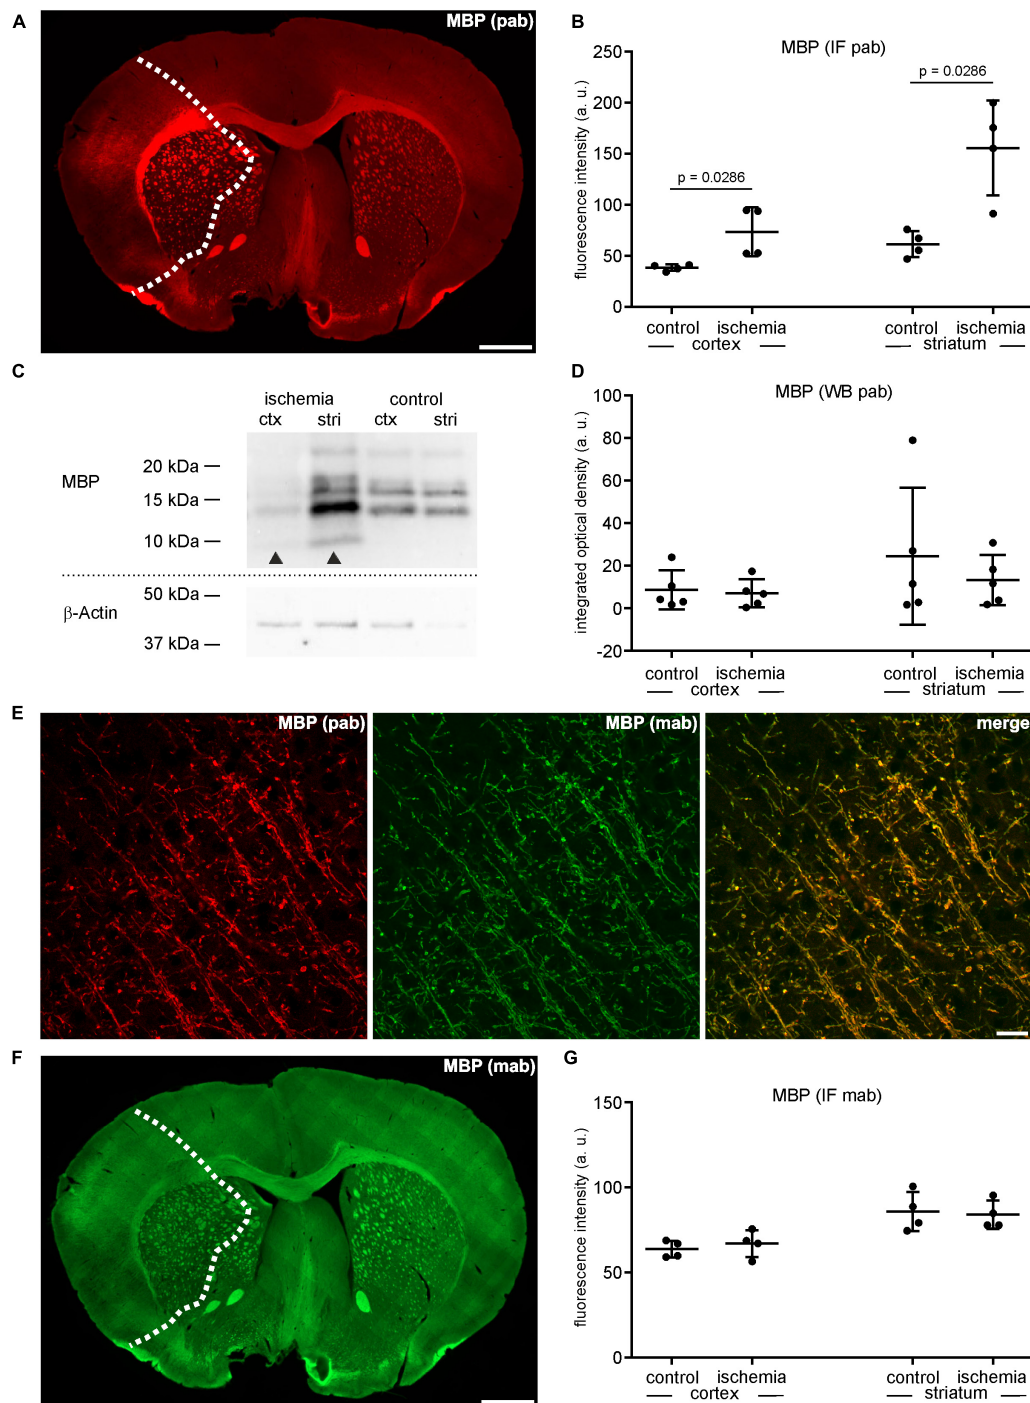 A
MBP (pab)
B
MBP (IF pab)
fluorescence intensity (a. u.)
250
200
150
100
50
0
p = 0.0286
p = 0.0286
control ischemia control ischemia
cortex striatum
C
ischemia control
ctx stri ctx stri
MBP
20 kDa
15 kDa
10 kDa
β-Actin
50 kDa
37 kDa
D
MBP (WB pab)
integrated optical density (a. u.)
100
80
60
40
20
0
-20
control ischemia control ischemia
cortex striatum
E
MBP (pab)
MBP (mab)
merge
F
MBP (mab)
G
MBP (IF mab)
fluorescence intensity (a. u.)
150
100
50
0
control ischemia control ischemia
cortex striatum